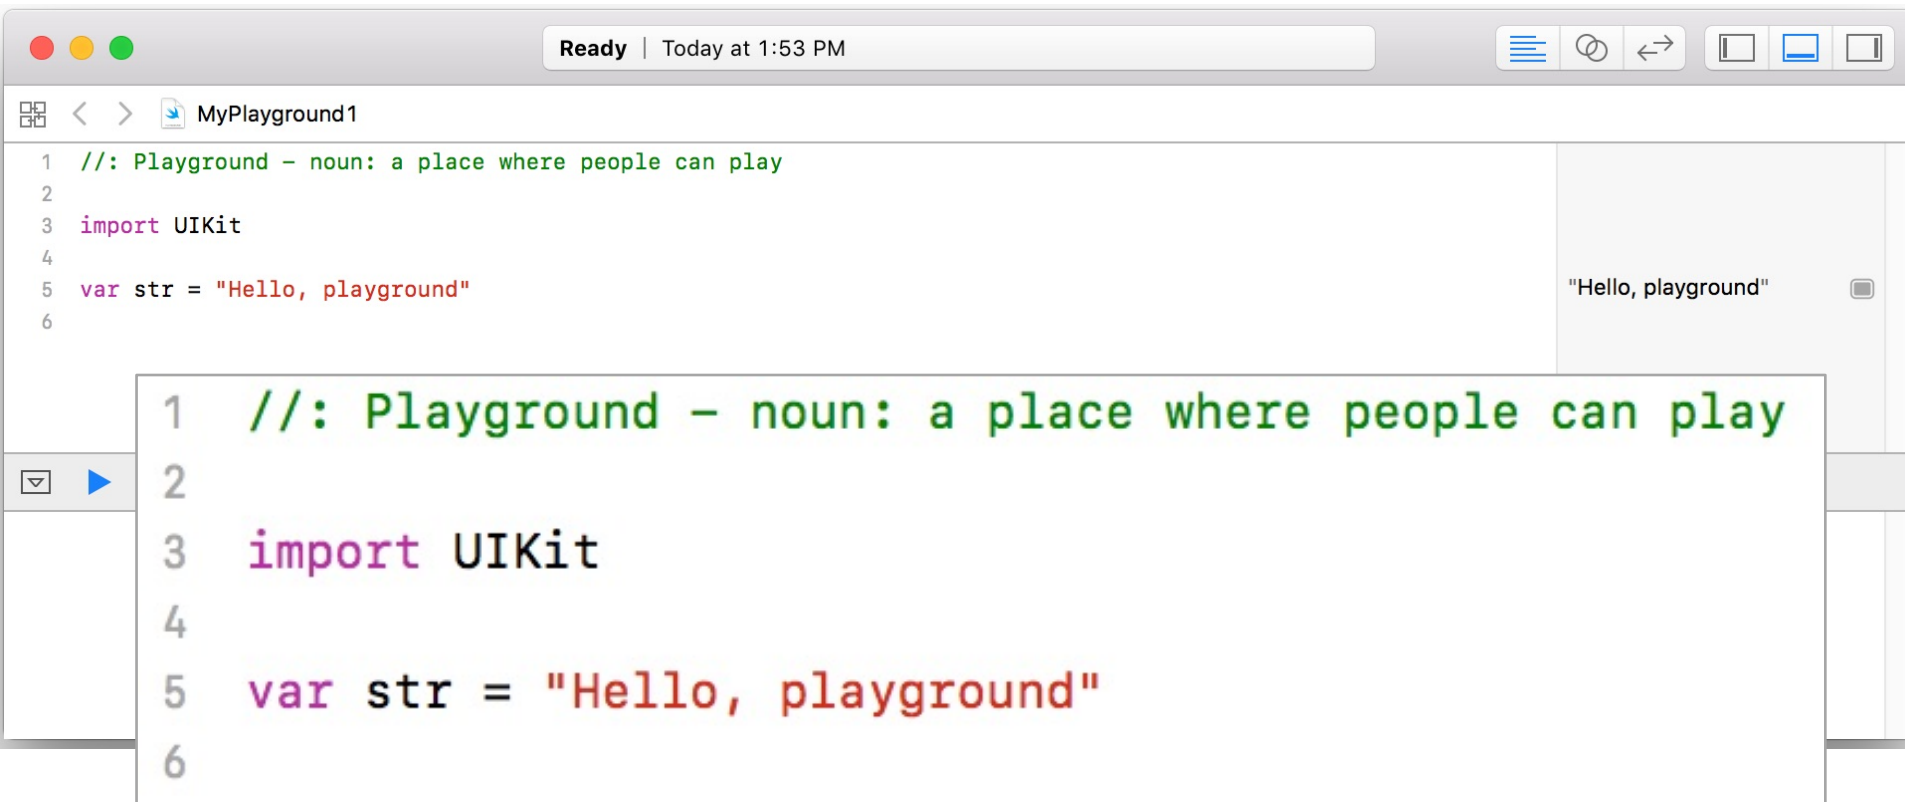 Ready | Today at 1:53 PM
MyPlayground1
1 //: Playground – noun: a place where people can play
2
3 import UIKit
4
5 var str = "Hello, playground"
6
"Hello, playground"
1 //: Playground – noun: a place where people can play
2
3 import UIKit
4
5 var str = "Hello, playground"
6